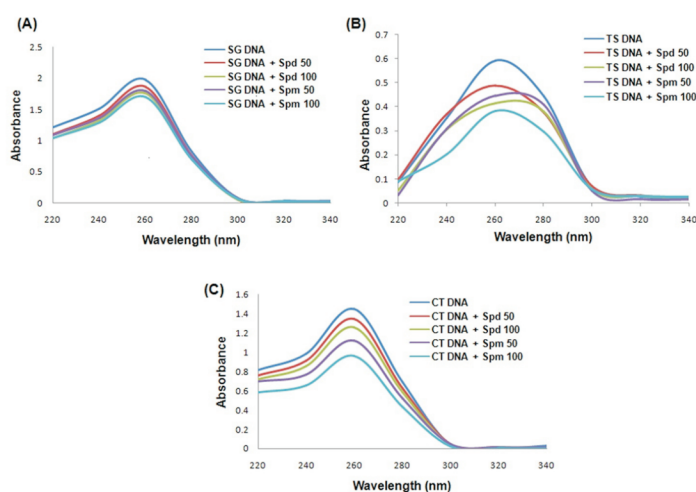 (A)
2.5
2
1.5
1
0.5
0
Absorbance
SG DNA
SG DNA + Spd 50
SG DNA + Spd 100
SG DNA + Spm 50
SG DNA + Spm 100
220 240 260 280 300 320 340
Wavelength (nm)
(B)
0.7
0.6
0.5
0.4
0.3
0.2
0.1
0
Absorbance
TS DNA
TS DNA + Spd 50
TS DNA + Spd 100
TS DNA + Spm 50
TS DNA + Spm 100
220 240 260 280 300 320 340
Wavelength (nm)
(C)
1.6
1.4
1.2
1
0.8
0.6
0.4
0.2
0
Absorbance
CT DNA
CT DNA + Spd 50
CT DNA + Spd 100
CT DNA + Spm 50
CT DNA + Spm 100
220 240 260 280 300 320 340
Wavelength (nm)